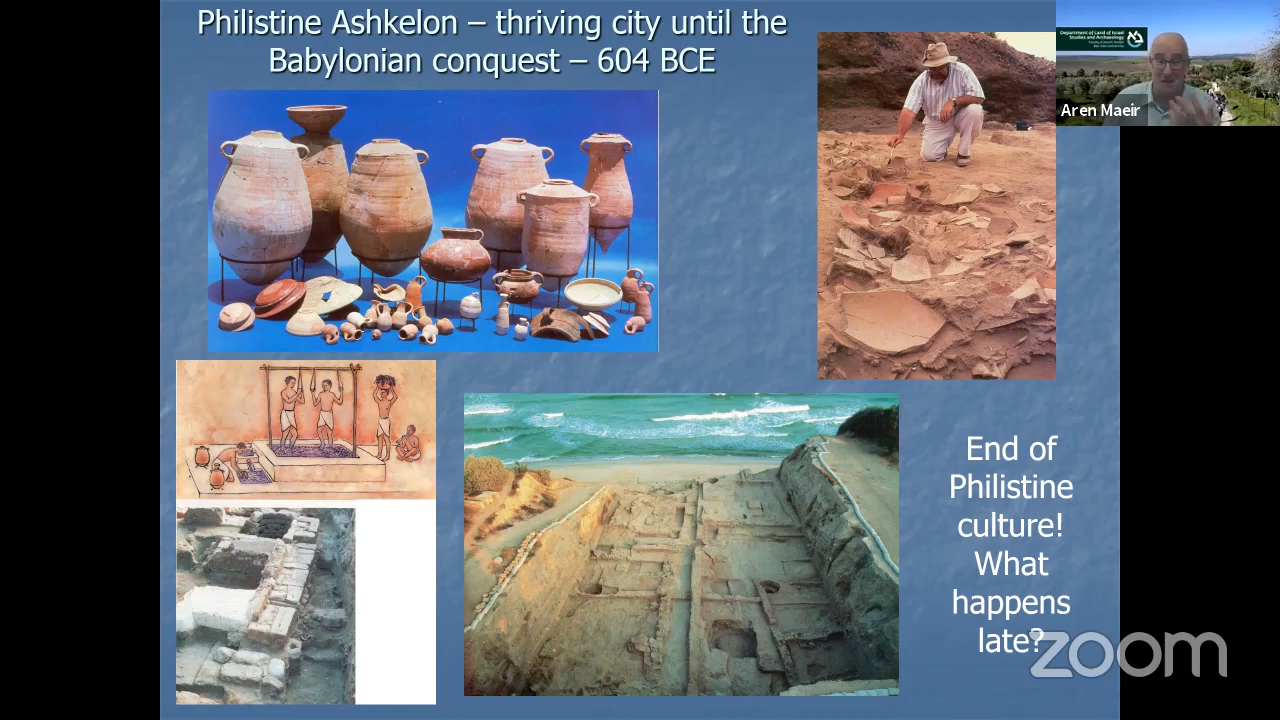 Philistine Ashkelon – thriving city until the
Babylonian conquest – 604 BCE
Department of Land of Israel
Studies and Archaeology
Aren Maeir
End of
Philistine
culture!
What
happens
late?
zoom